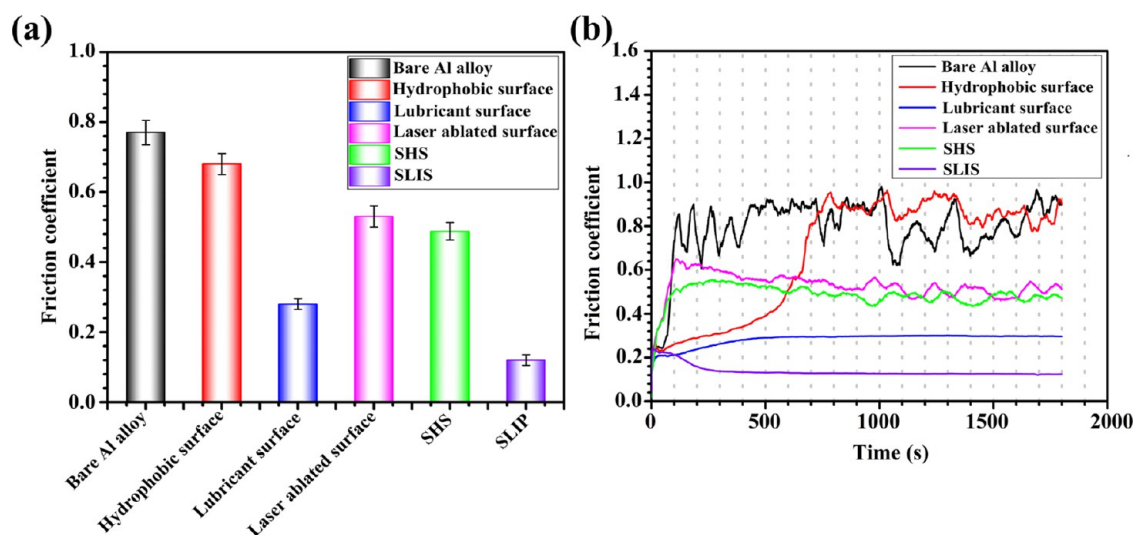 (a)
1.0
0.8
0.6
0.4
0.2
0.0
Friction coefficient
Bare Al alloy
Hydrophobic surface
Lubricant surface
Laser ablated surface
SHS
SLIS
Bare Al alloy
Hydrophobic surface
Lubricant surface
Laser ablated surface
SHS
SLIP
(b)
1.6
1.4
1.2
1.0
0.8
0.6
0.4
0.2
0.0
Friction coefficient
Bare Al alloy
Hydrophobic surface
Lubricant surface
Laser ablated surface
SHS
SLIS
0 500 1000 1500 2000
Time (s)